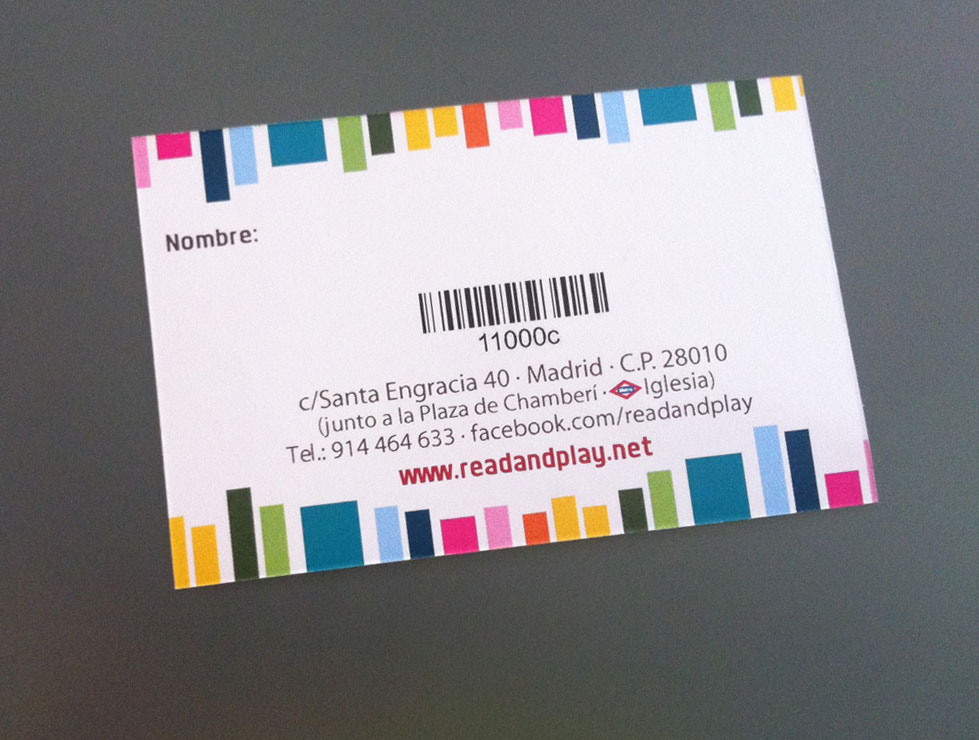 Nombre:
11000c
c/Santa Engracia 40 · Madrid · C.P. 28010
(junto a la Plaza de Chamberí · Iglesia)
Tel.: 914 464 633 · facebook.com/readandplay
www.readandplay.net